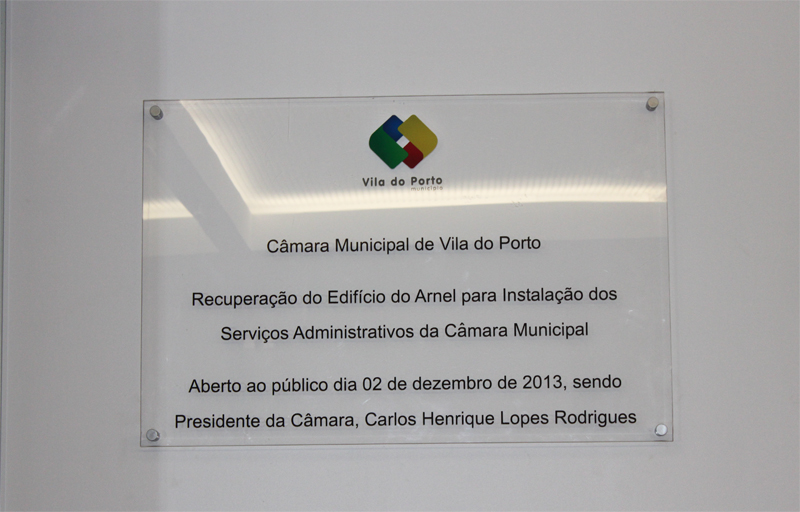 Vila do Porto
município
Câmara Municipal de Vila do Porto
Recuperação do Edifício do Arnel para Instalação dos
Serviços Administrativos da Câmara Municipal
Aberto ao público dia 02 de dezembro de 2013, sendo
Presidente da Câmara, Carlos Henrique Lopes Rodrigues